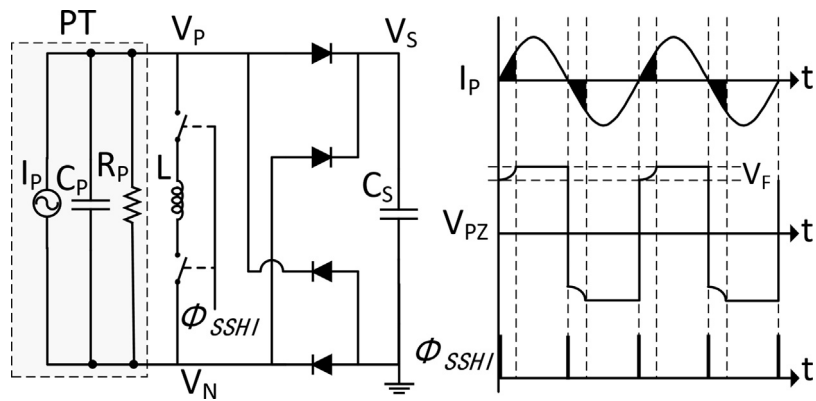 PT
V_P
V_S
I_P
C_P
R_P
L
C_S
Φ_SSHI
V_N
I_P
t
V_F
V_PZ
t
Φ_SSHI
t